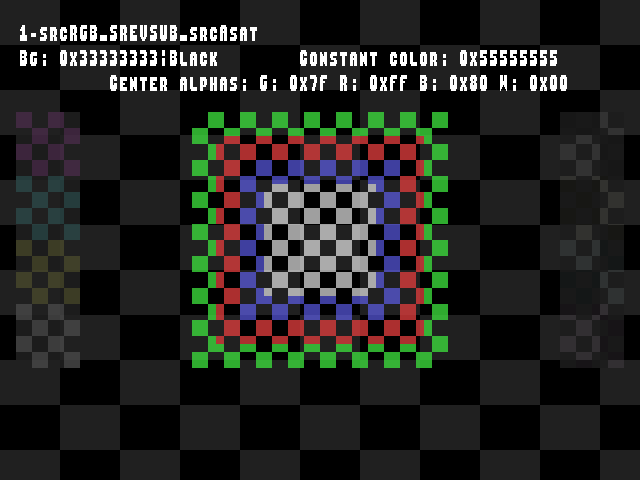 1-srcRGB_SREVSUB_srcAsat
Bg: 0x33333333;Black Constant color: 0x55555555
Center alphas: G: 0x7f R: 0xff B: 0x80 W: 0x00